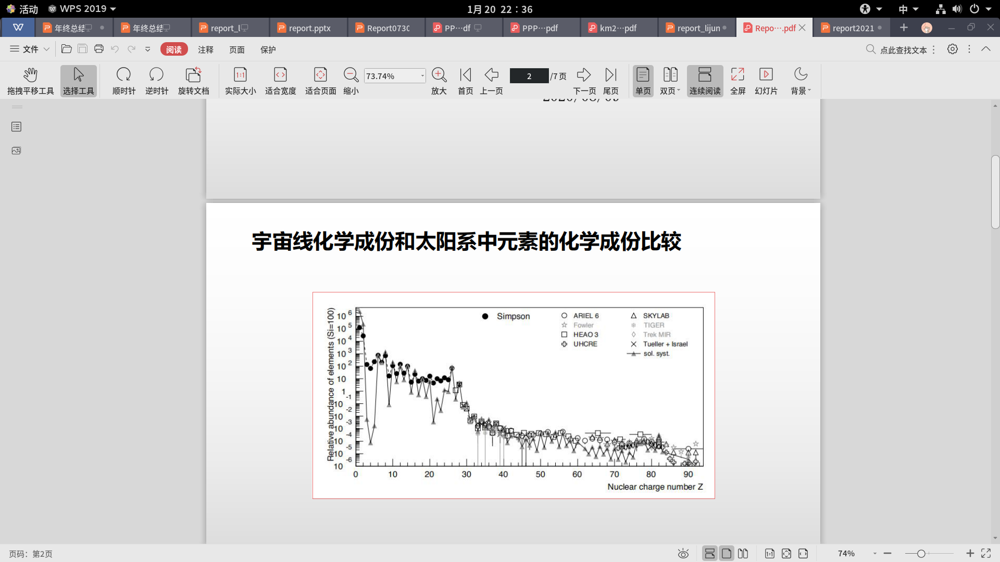 活动 WPS 2019 1月20 22：36 中
年终总结 年终总结 report_l report.pptx Report0730 PP···df PPP···pdf km2···pdf report_lijun Repo···.pdf report2021
文件 阅读 注释 页面 保护 点此查找文本
73.74% 2 /7 页
拖拽平移工具 选择工具 顺时针 逆时针 旋转文档 实际大小 适合宽度 适合页面 缩小 放大 首页 上一页 下一页 尾页 单页 双页 连续阅读 全屏 幻灯片 背景
宇宙线化学成份和太阳系中元素的化学成份比较
Relative abundance of elements (Si=100)
10 6
10 5
10 4
10 3
10 2
10
1
10 -1
10 -2
10 -3
10 -4
10 -5
10 -6
Simpson
ARIEL 6
Fowler
HEAO 3
UHCRE
SKYLAB
TIGER
Trek MIR
Tueller + Israel
sol. syst.
0 10 20 30 40 50 60 70 80 90
Nuclear charge number Z
页码：第2页 74%